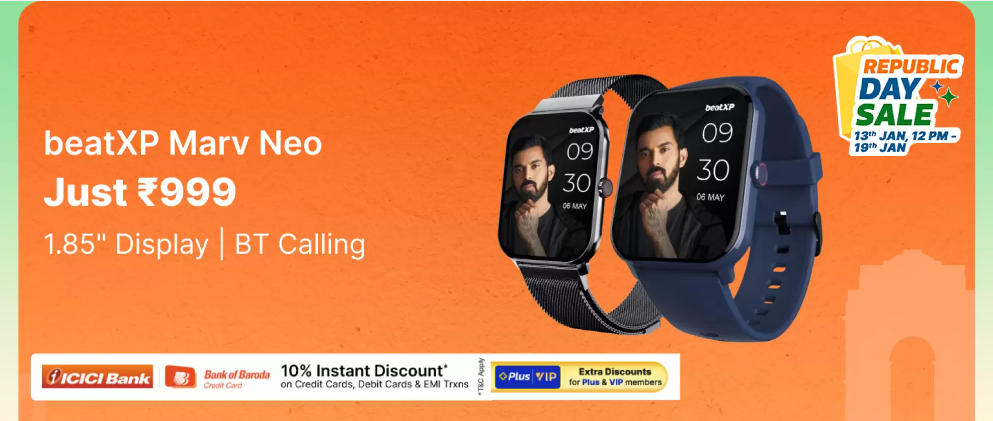 beatXP Marv Neo
Just ₹999
1.85" Display | BT Calling
beatXP
09
30
06 MAY
beatXP
09
30
06 MAY
REPUBLIC
DAY
SALE
13th JAN, 12 PM -
19th JAN
ICICI Bank
Bank of Baroda
Credit Card
10% Instant Discount*
on Credit Cards, Debit Cards & EMI Trxns
*T&C Apply
Plus VIP
Extra Discounts
for Plus & VIP members